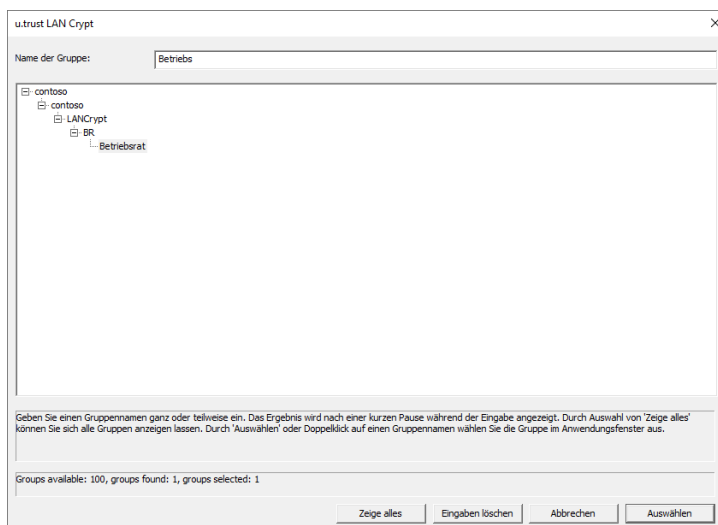 u.trust LAN Crypt
Name der Gruppe: Betriebs
contoso
contoso
LANCrypt
BR
Betriebsrat
Geben Sie einen Gruppennamen ganz oder teilweise ein. Das Ergebnis wird nach einer kurzen Pause während der Eingabe angezeigt. Durch Auswahl von 'Zeige alles'
können Sie sich alle Gruppen anzeigen lassen. Durch 'Auswählen' oder Doppelklick auf einen Gruppennamen wählen Sie die Gruppe im Anwendungsfenster aus.
Groups available: 100, groups found: 1, groups selected: 1
Zeige alles Eingaben löschen Abbrechen Auswählen